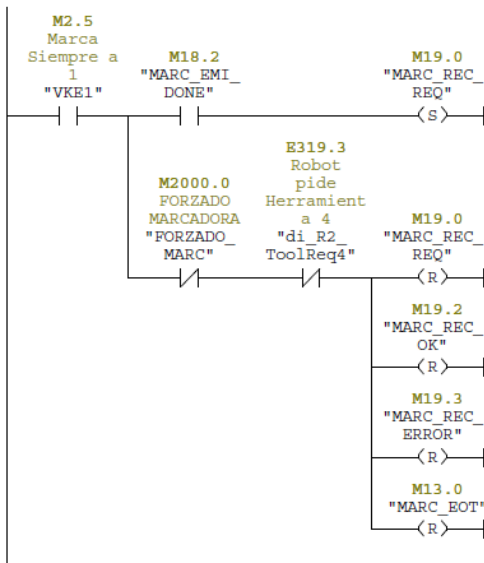 M2.5
Marca
Siempre a
1
"VKE1"
M18.2
"MARC_EMI_
DONE"
M19.0
"MARC_REC_
REQ"
S
M2000.0
FORZADO
MARCADORA
"FORZADO_
MARC"
E319.3
Robot
pide
Herramient
a 4
"di_R2_
ToolReq4"
M19.0
"MARC_REC_
REQ"
R
M19.2
"MARC_REC_
OK"
R
M19.3
"MARC_REC_
ERROR"
R
M13.0
"MARC_EOT"
R